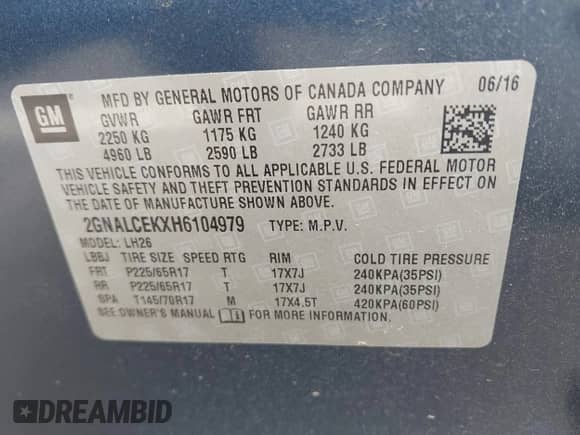 GM ®
MFD BY GENERAL MOTORS OF CANADA COMPANY 06/16
GVWR GAWR FRT GAWR RR
2250 KG 1175 KG 1240 KG
4960 LB 2590 LB 2733 LB
THIS VEHICLE CONFORMS TO ALL APPLICABLE U.S. FEDERAL MOTOR
VEHICLE SAFETY AND THEFT PREVENTION STANDARDS IN EFFECT ON
THE DATE OF MANUFACTURE SHOWN ABOVE.
2GNALCEKXH6104979 TYPE: M.P.V.
MODEL: LH26
LBBJ TIRE SIZE SPEED RTG RIM COLD TIRE PRESSURE
FRT P225/65R17 T 17X7J 240KPA(35PSI)
RR P225/65R17 T 17X7J 240KPA(35PSI)
SPA T145/70R17 M 17X4.5T 420KPA(60PSI)
SEE OWNER'S MANUAL FOR MORE INFORMATION.
DREAMBID